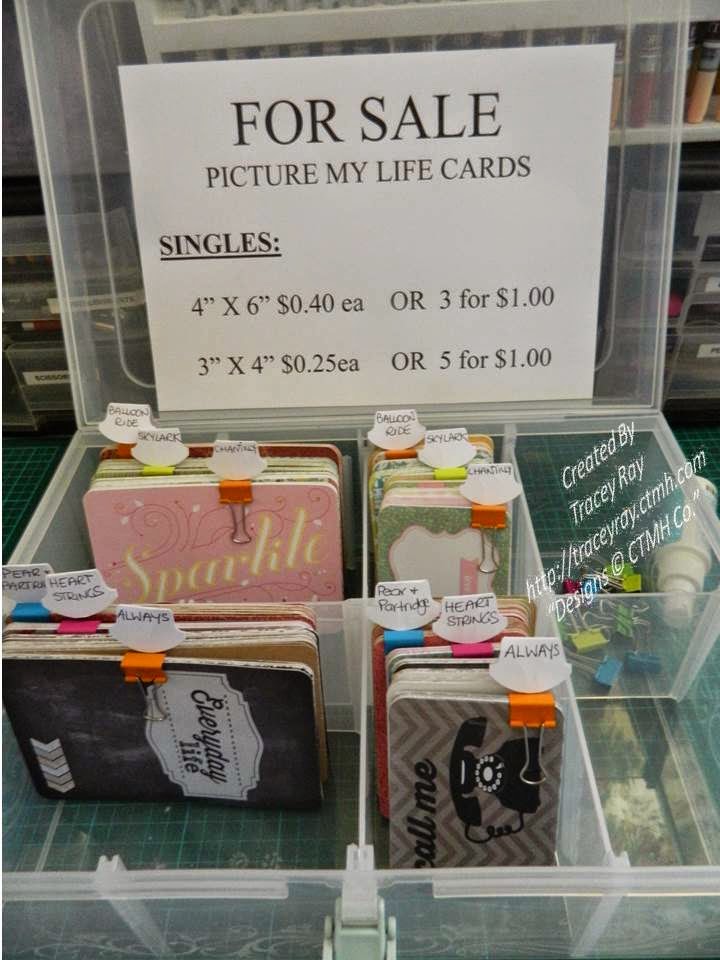 FOR SALE
PICTURE MY LIFE CARDS
SINGLES:
4” X 6” $0.40 ea OR 3 for $1.00
3” X 4” $0.25ea OR 5 for $1.00
BALLOON
RIDE
SKYLARK
CHANTILLY
BALLOON
RIDE
SKYLARK
CHANTILLY
Sparkle
PEAR +
HEART
STRINGS
ALWAYS
Pear +
Partridge
HEART
STRINGS
ALWAYS
Everyday
life
call me
Created By
Tracey Ray
http://traceyray.ctmh.com
“Designs © CTMH Co.”